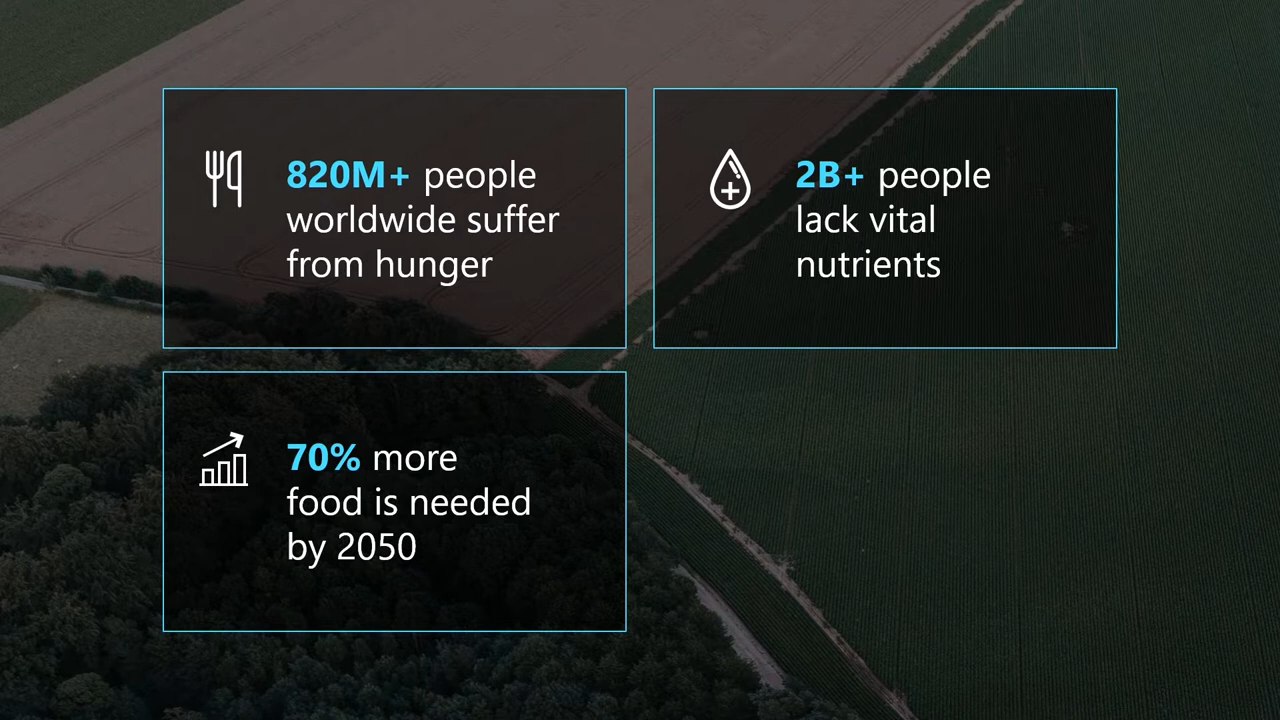 820M+ people
worldwide suffer
from hunger
2B+ people
lack vital
nutrients
70% more
food is needed
by 2050